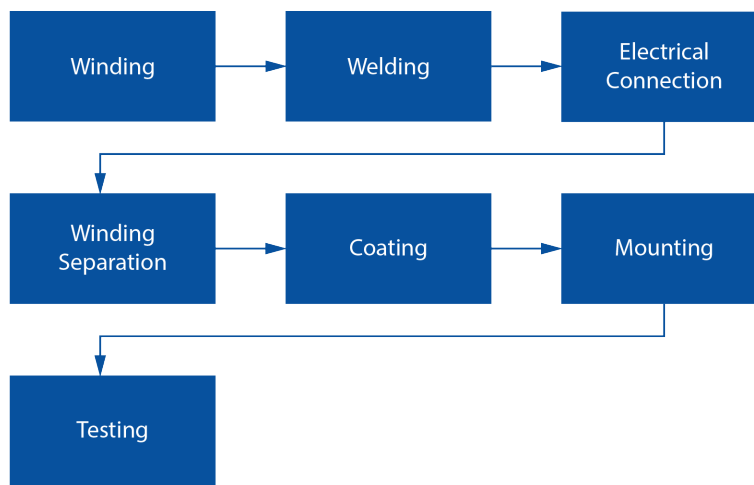 Winding
Welding
Electrical
Connection
Winding
Separation
Coating
Mounting
Testing